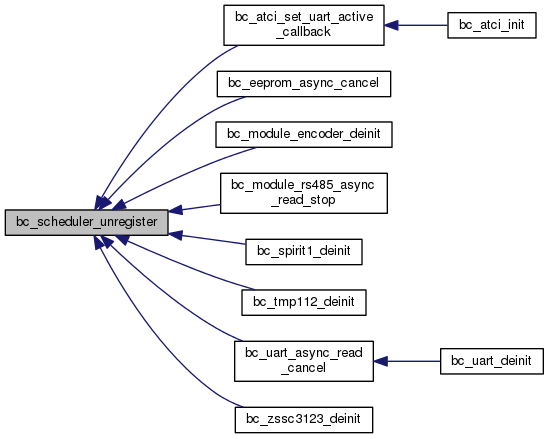 bc_atci_set_uart_active
_callback
bc_atci_init
bc_eeprom_async_cancel
bc_module_encoder_deinit
bc_module_rs485_async
_read_stop
bc_scheduler_unregister
bc_spirit1_deinit
bc_tmp112_deinit
bc_uart_async_read
_cancel
bc_uart_deinit
bc_zssc3123_deinit